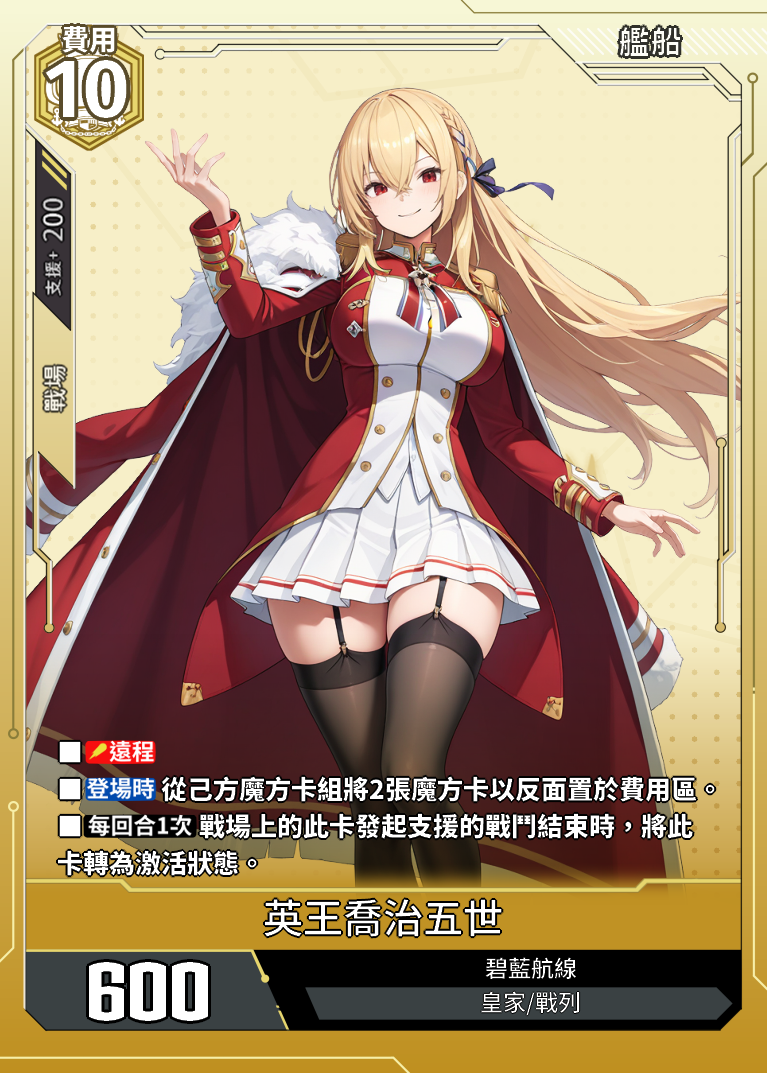 費用
10
艦船
支援+ 200
戰場
■遠程
■登場時 從己方魔方卡組將2張魔方卡以反面置於費用區。
■每回合1次 戰場上的此卡發起支援的戰鬥結束時，將此
卡轉為激活狀態。
英王喬治五世
600
碧藍航線
皇家/戰列